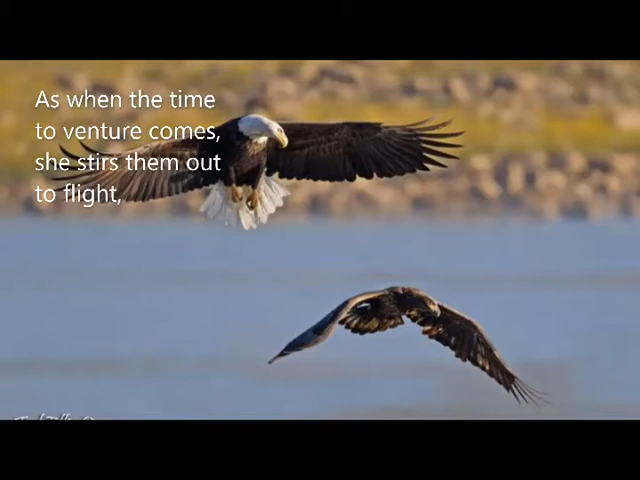 As when the time
to venture comes,
she stirs them out
to flight,